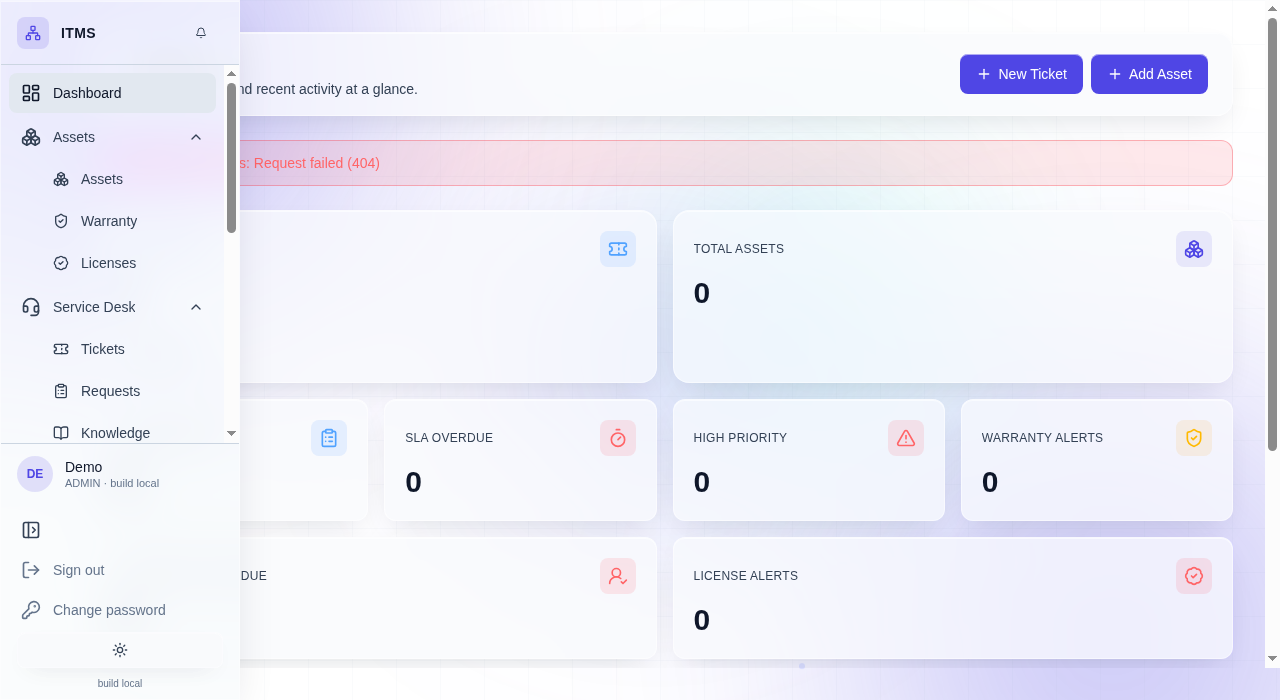 ITMS
Dashboard
Assets
Assets
Warranty
Licenses
Service Desk
Tickets
Requests
Knowledge
DE
Demo
ADMIN · build local
Sign out
Change password
build local
nd recent activity at a glance.
New Ticket
Add Asset
s: Request failed (404)
TOTAL ASSETS
0
SLA OVERDUE
0
HIGH PRIORITY
0
WARRANTY ALERTS
0
DUE
LICENSE ALERTS
0